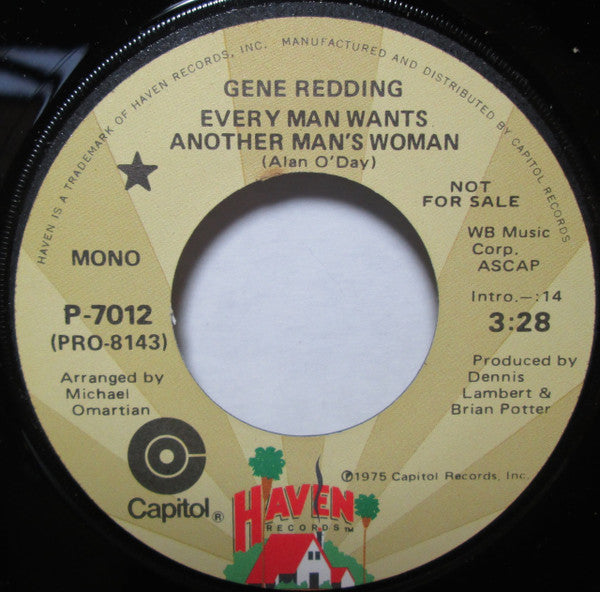 HAVEN IS A TRADEMARK OF HAVEN RECORDS, INC. MANUFACTURED AND DISTRIBUTED BY CAPITOL RECORDS
GENE REDDING
EVERY MAN WANTS
ANOTHER MAN'S WOMAN
(Alan O'Day)
NOT
FOR SALE
MONO
WB Music
Corp.
ASCAP
P-7012
(PRO-8143)
Intro.–:14
3:28
Arranged by
Michael
Omartian
Produced by
Dennis
Lambert &
Brian Potter
Capitol®
℗1975 Capitol Records, Inc.
HAVEN
RECORDS™